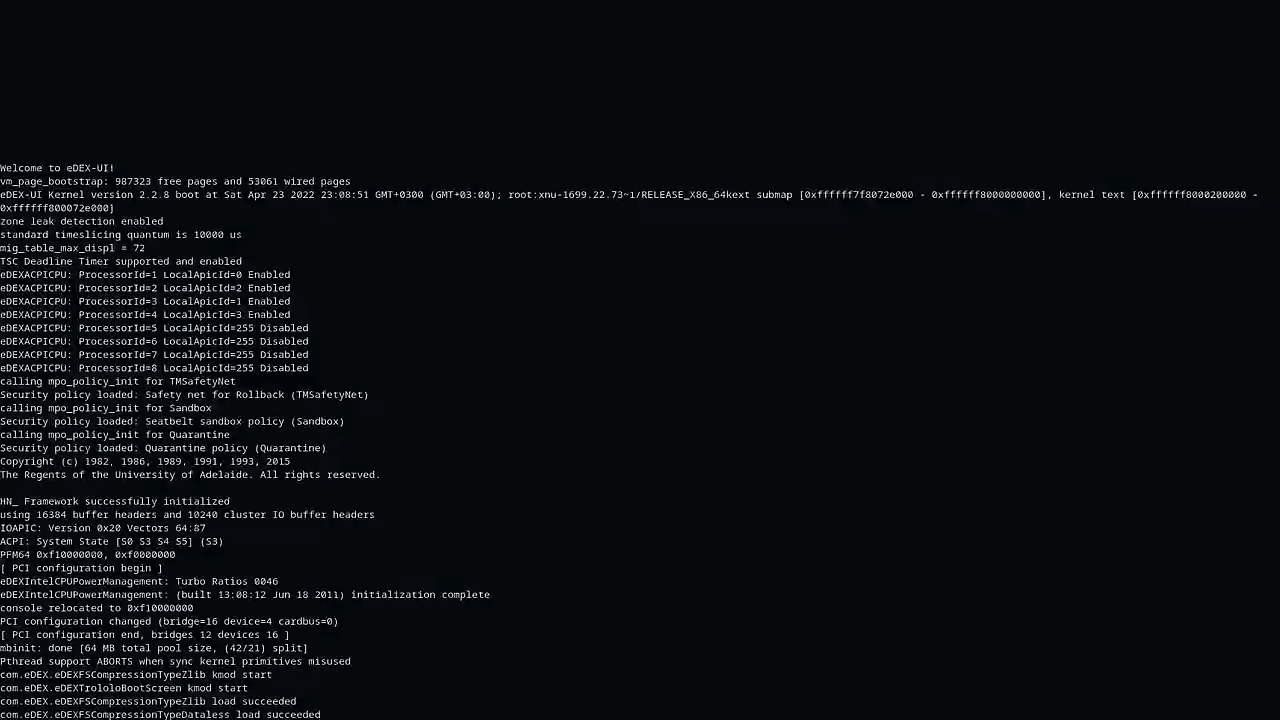 Welcome to eDEX-UI!
vm_page_bootstrap: 987323 free pages and 53061 wired pages
eDEX-UI Kernel version 2.2.8 boot at Sat Apr 23 2022 23:08:51 GMT+0300 (GMT+03:00); root:xnu-1699.22.73~1/RELEASE_X86_64kext submap [0xffffff7f8072e000 - 0xffffff8000000000], kernel text [0xffffff8000200000 -
0xffffff800072e000]
zone leak detection enabled
standard timeslicing quantum is 10000 us
mig_table_max_displ = 72
TSC Deadline Timer supported and enabled
eDEXACPICPU: ProcessorId=1 LocalApicId=0 Enabled
eDEXACPICPU: ProcessorId=2 LocalApicId=2 Enabled
eDEXACPICPU: ProcessorId=3 LocalApicId=1 Enabled
eDEXACPICPU: ProcessorId=4 LocalApicId=3 Enabled
eDEXACPICPU: ProcessorId=5 LocalApicId=255 Disabled
eDEXACPICPU: ProcessorId=6 LocalApicId=255 Disabled
eDEXACPICPU: ProcessorId=7 LocalApicId=255 Disabled
eDEXACPICPU: ProcessorId=8 LocalApicId=255 Disabled
calling mpo_policy_init for TMSafetyNet
Security policy loaded: Safety net for Rollback (TMSafetyNet)
calling mpo_policy_init for Sandbox
Security policy loaded: Seatbelt sandbox policy (Sandbox)
calling mpo_policy_init for Quarantine
Security policy loaded: Quarantine policy (Quarantine)
Copyright (c) 1982, 1986, 1989, 1991, 1993, 2015
The Regents of the University of Adelaide. All rights reserved.
HN_ Framework successfully initialized
using 16384 buffer headers and 10240 cluster IO buffer headers
IOAPIC: Version 0x20 Vectors 64:87
ACPI: System State [S0 S3 S4 S5] (S3)
PFM64 0xf10000000, 0xf0000000
[ PCI configuration begin ]
eDEXIntelCPUPowerManagement: Turbo Ratios 0046
eDEXIntelCPUPowerManagement: (built 13:08:12 Jun 18 2011) initialization complete
console relocated to 0xf10000000
PCI configuration changed (bridge=16 device=4 cardbus=0)
[ PCI configuration end, bridges 12 devices 16 ]
mbinit: done [64 MB total pool size, (42/21) split]
Pthread support ABORTS when sync kernel primitives misused
com.eDEX.eDEXFSCompressionTypeZlib kmod start
com.eDEX.eDEXTrololoBootScreen kmod start
com.eDEX.eDEXFSCompressionTypeZlib load succeeded
com.eDEX.eDEXFSCompressionTypeDataless load succeeded